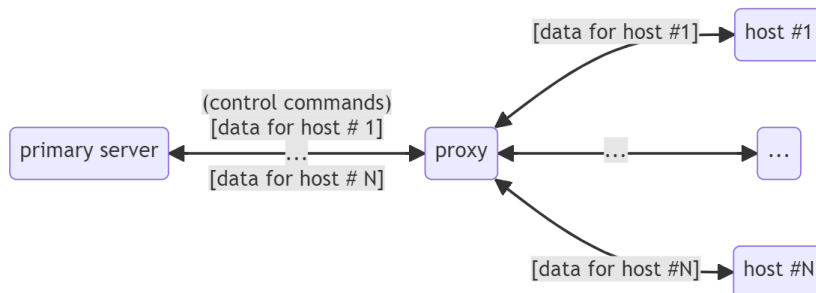 [data for host #1]
host #1
(control commands)
[data for host # 1]
primary server
...
proxy
...
...
[data for host # N]
[data for host #N]
host #N